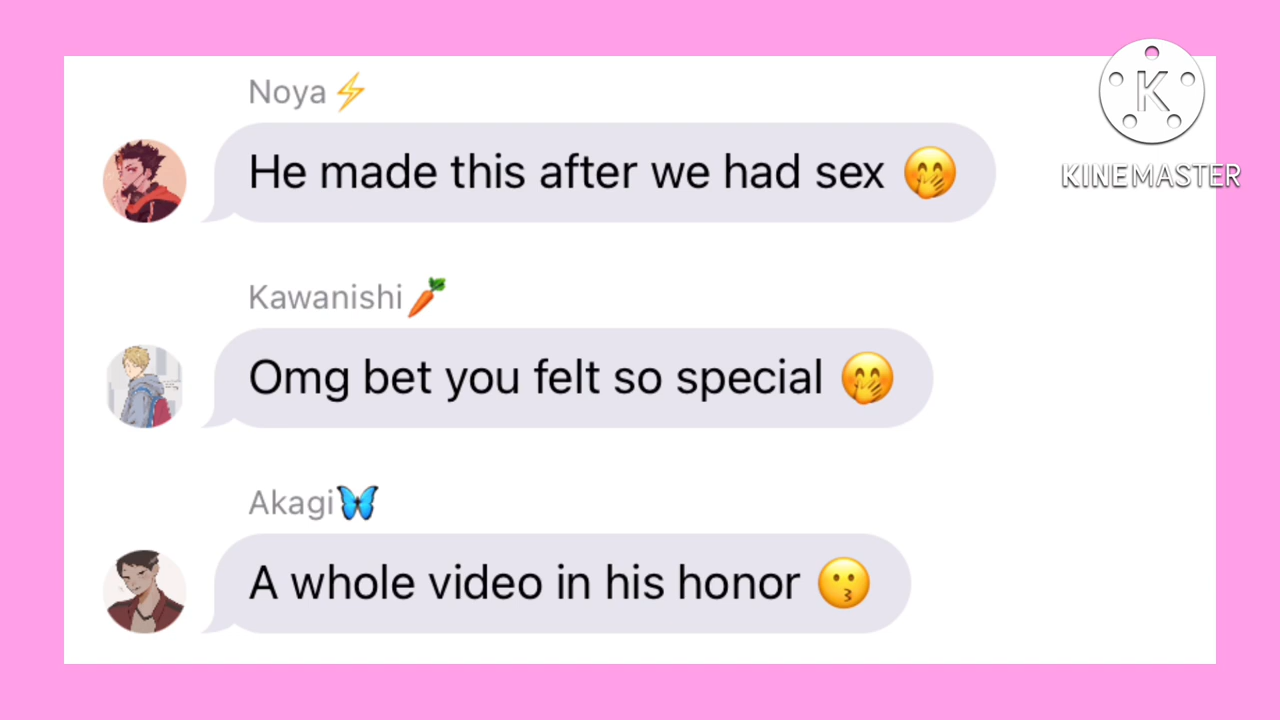 Noya⚡
He made this after we had sex 🤭
Kawanishi🥕
Omg bet you felt so special 🤭
Akagi🦋
A whole video in his honor 😗
K
KINEMASTER